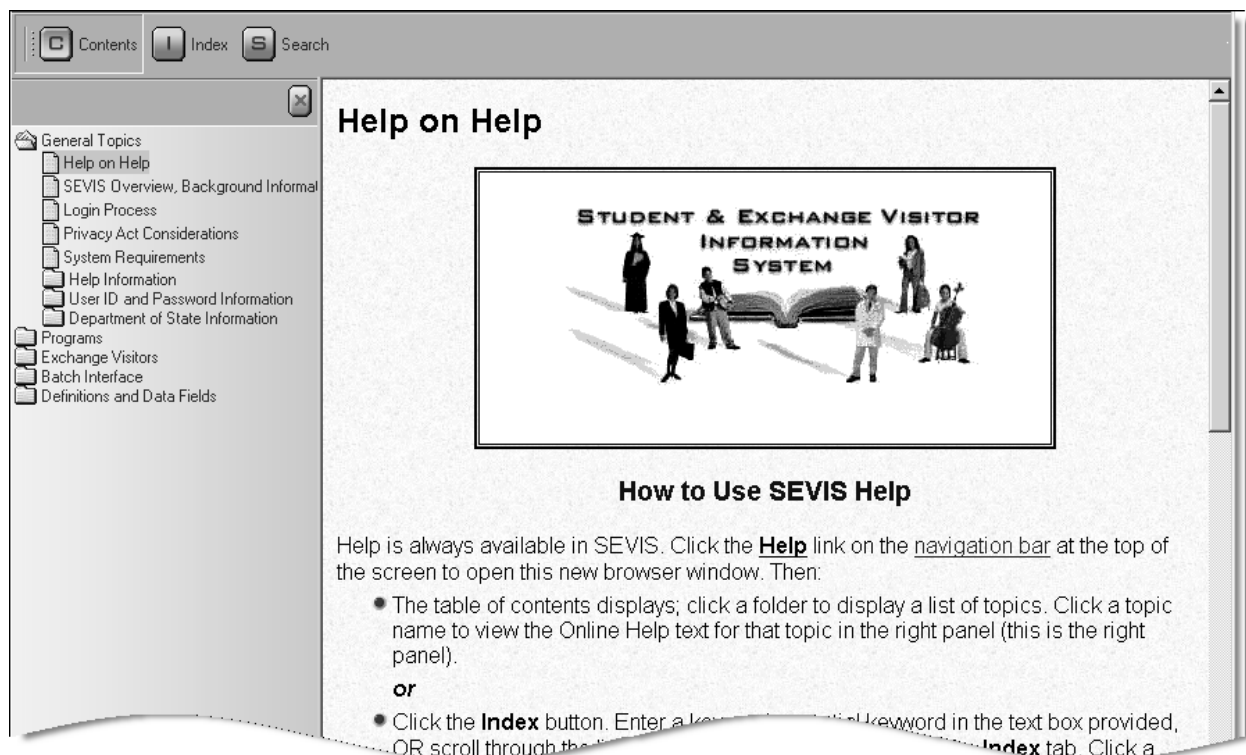 C Contents I Index S Search
General Topics
Help on Help
SEVIS Overview, Background Informat
Login Process
Privacy Act Considerations
System Requirements
Help Information
User ID and Password Information
Department of State Information
Programs
Exchange Visitors
Batch Interface
Definitions and Data Fields
Help on Help
STUDENT & EXCHANGE VISITOR
INFORMATION
SYSTEM
How to Use SEVIS Help
Help is always available in SEVIS. Click the Help link on the navigation bar at the top of
the screen to open this new browser window. Then:
The table of contents displays; click a folder to display a list of topics. Click a topic
name to view the Online Help text for that topic in the right panel (this is the right
panel).
or
Click the Index button. Enter a keyword in the text box provided,
OR scroll through the Index tab. Click a